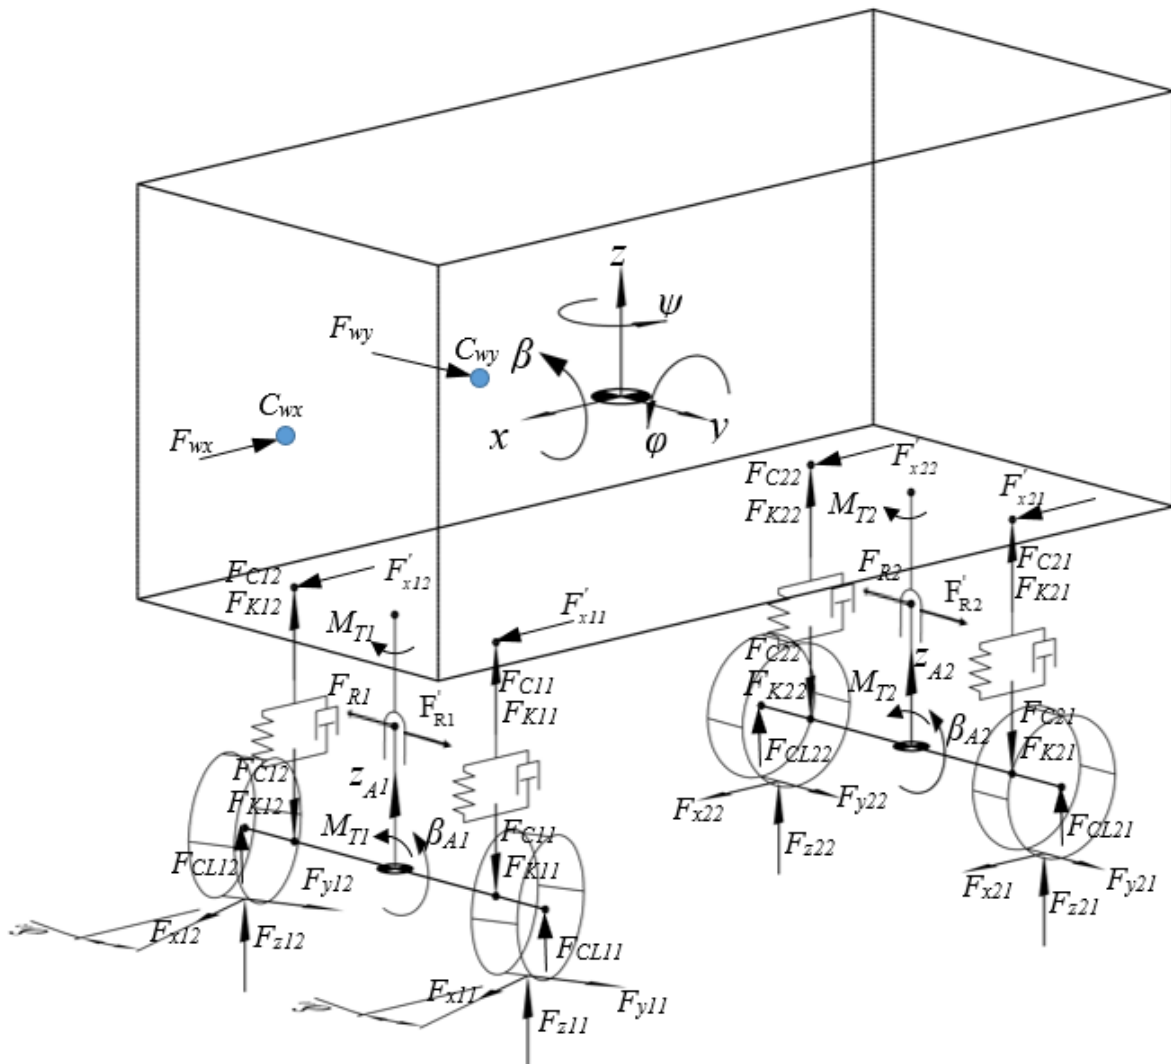 z
ψ
F_wy
C_wy
β
C_wx
x
y
F_wx
φ
F_C22
F'_x22
F_K22
M_T2
F'_x21
F_C12
F'_x12
F_R2
F_C21
F_K12
F'_x11
F'_R2
F_K21
M_T1
F_C22
z_A2
F_C11
F_K22
M_T2
F_R1
F'_R1
F_K11
F_C21
F_CL22
β_A2
F_K21
F_C12
z_A1
F_K12
F_x22
F_y22
F_CL21
M_T1
β_A1
F_C11
F_z22
F_CL12
F_K11
F_x21
F_y21
F_y12
F_z21
F_x12
F_z12
F_CL11
F_x11
F_y11
F_z11